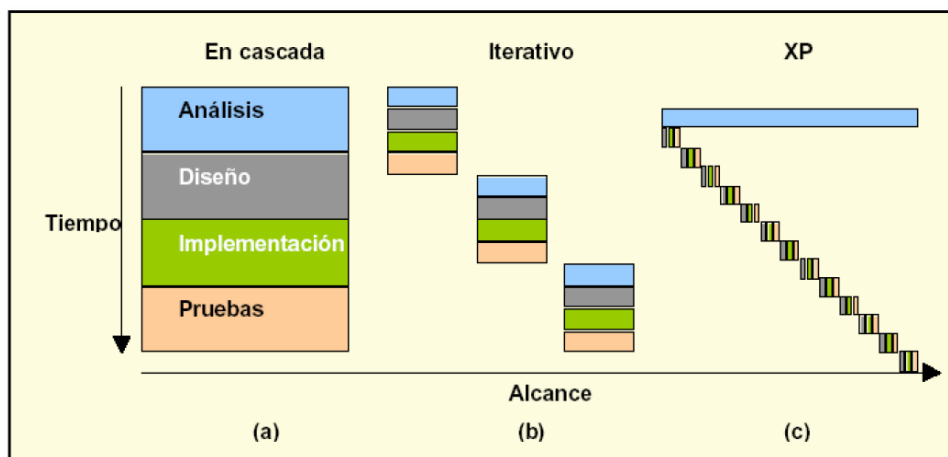 En cascada Iterativo XP
Análisis
Diseño
Tiempo
Implementación
Pruebas
Alcance
(a) (b) (c)